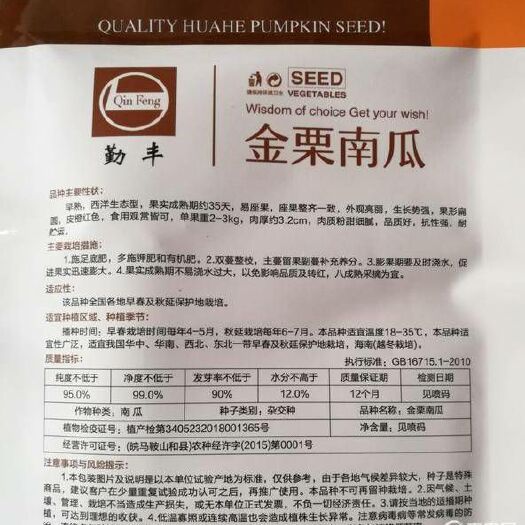 QUALITY HUAHE PUMPKIN SEED!
Qin Feng
勤丰
SEED
VEGETABLES
Wisdom of choice Get your wish!
金栗南瓜
品种主要性状:
早熟,西洋生态型,果实成熟期约35天,易座果,座果整齐一致,外观亮丽,生长势强,果形扁
圆,皮橙红色,食用观赏皆可,单果重2-3kg,肉厚约3.2cm,肉质粉甜细腻,品质好,抗性强,耐
贮运。
主要栽培措施:
1.施足底肥,多施钾肥和有机肥。2.双蔓整枝,主蔓留果副蔓补充养分。3.膨果期要及时浇水,促
进果实迅速膨大。4.果实成熟期不易浇水过大,以免影响品质及转红,八成熟采摘为宜。
适应性:
该品种全国各地早春及秋延保护地栽培。
适宜种植区域、种植季节:
播种时间:早春栽培时间每年4-5月,秋延栽培每年6-7月。本品种适宜温度18-35℃,本品种适
宜性广泛,适宜我国华中、华南、西北、东北一带早春及秋延保护地栽培,海南(越冬栽培)。
质量指标: 执行标准:GB16715.1-2010
纯度不低于 净度不低于 发芽率不低于 水分不高于 质量保证期 检测日期
95.0% 99.0% 90% 12.0% 12个月 见喷码
作物种类:南瓜 种子类别:杂交种 品种名称:金栗南瓜
植物检疫证号:植产检第3405232018001365号 净含量:见喷码
经营许可证号:(皖马鞍山和县)农种经许字(2015)第0001号
注意事项与风险提示:
1.本包装图片及说明是以本单位试验产地为标准,仅供参考,由于各地气候差异较大,种子是特殊
商品,建议客户在少量重复试验成功认可之后,再推广使用。本品种不可再留种栽培。2.因气候、土
壤、管理、栽培不当造成生产损失,或无本单位正式发票,不负一切经济责任。3.请按当地的适播期种
植,可达到理想的收获。4.低温寡照或连续高温也会造成植株生长异常。注意病毒病等常发病毒的防